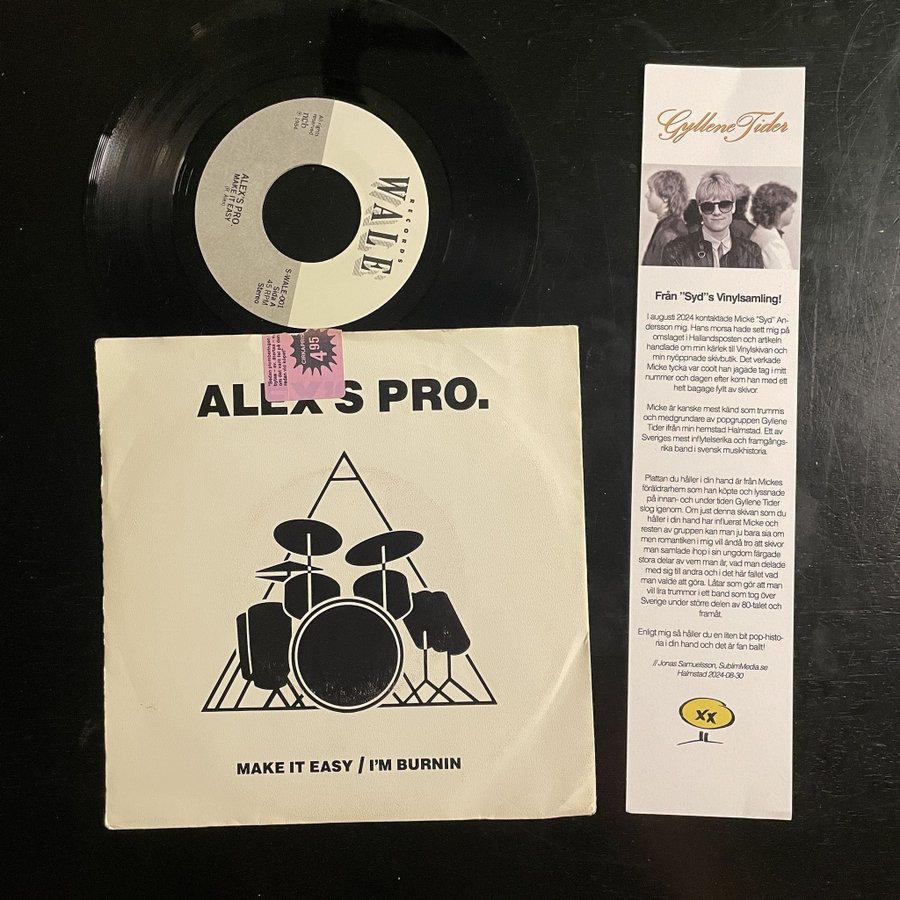 All rights
reserved
ncb
℗ 1984
RECORDS
WALE
ALEX'S PRO.
MAKE IT EASY
S-WALE-001
Sida A
45 RPM
Stereo
CIRKAPRIS
4.95
ALEX'S PRO.
MAKE IT EASY / I'M BURNIN
Gyllene Tider
Från "Syd"s Vinylsamling!
I augusti 2024 kontaktade Micke "Syd" An-
dersson mig. Hans morsa hade sett mig på
omslaget i Hallandsposten och artikeln
handlade om min kärlek till Vinylskivan och
min nyöppnade skivbutik. Det verkade
Micke tycka var coolt han jagade tag i mitt
nummer och dagen efter kom han med ett
helt bagage fyllt av skivor.
Micke är kanske mest känd som trummis
och medgrundare av popgruppen Gyllene
Tider ifrån min hemstad Halmstad. Ett av
Sveriges mest inflytelserika och framgångs-
rika band i svensk musikhistoria.
Plattan du håller i din hand är från Mickes
föräldrarhem som han köpte och lyssnade
på innan- och under tiden Gyllene Tider
slog igenom. Om just denna skivan som du
håller i din hand har influerat Micke och
resten av gruppen kan man ju bara sia om
men romantiken i mig vill ändå tro att skivor
man samlade ihop i sin ungdom färgade
stora delar av vem man är, vad man delade
med sig till andra och i det här fallet vad
man valde att göra. Låtar som gör att man
vill lira trummor i ett band som tog över
Sverige under större delen av 80-talet och
framåt.
Enligt mig så håller du en liten bit pop-histo-
ria i din hand och det är fan ballt!
// Jonas Samuelsson, SublimMedia.se
Halmstad 2024-08-30
XX